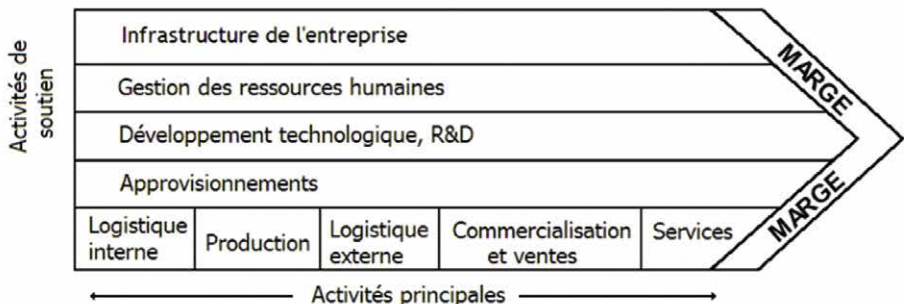 Activités de
soutien
Infrastructure de l'entreprise
Gestion des ressources humaines
Développement technologique, R&D
Approvisionnements
MARGE
MARGE
Logistique
interne
Production
Logistique
externe
Commercialisation
et ventes
Services
Activités principales